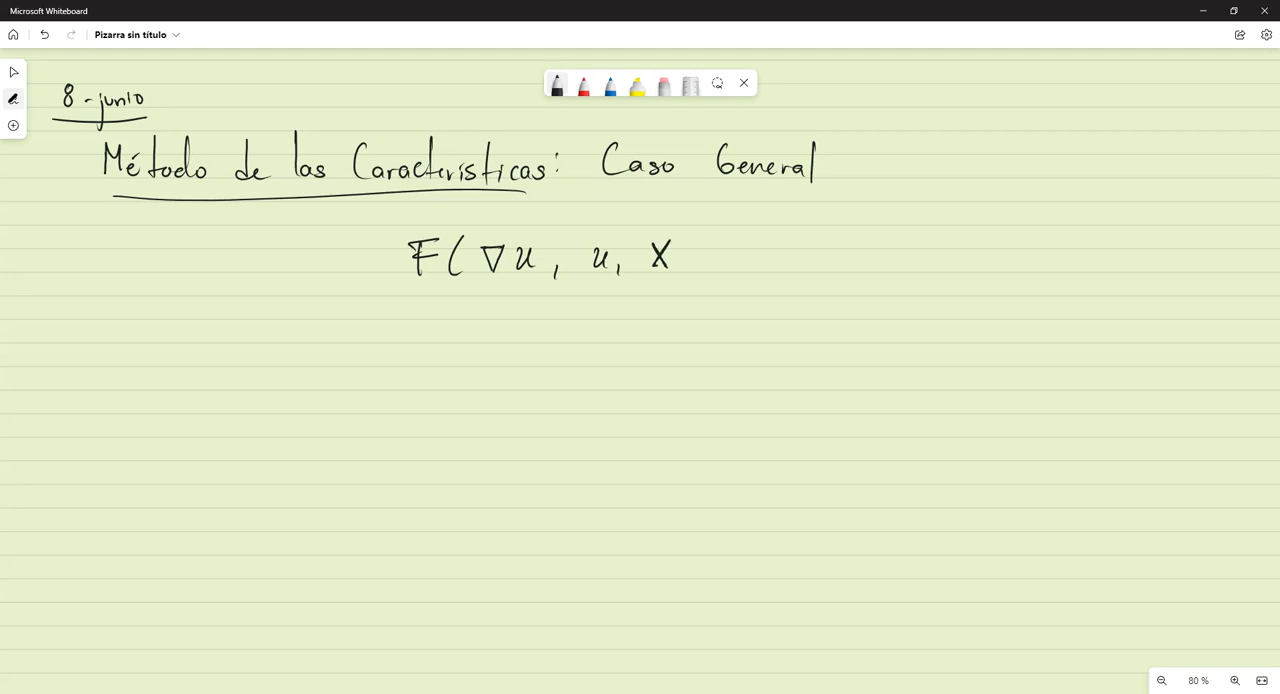 Microsoft Whiteboard
Pizarra sin título
8 - junio
Método de las Características: Caso General
F( ∇u, u, X
80 %